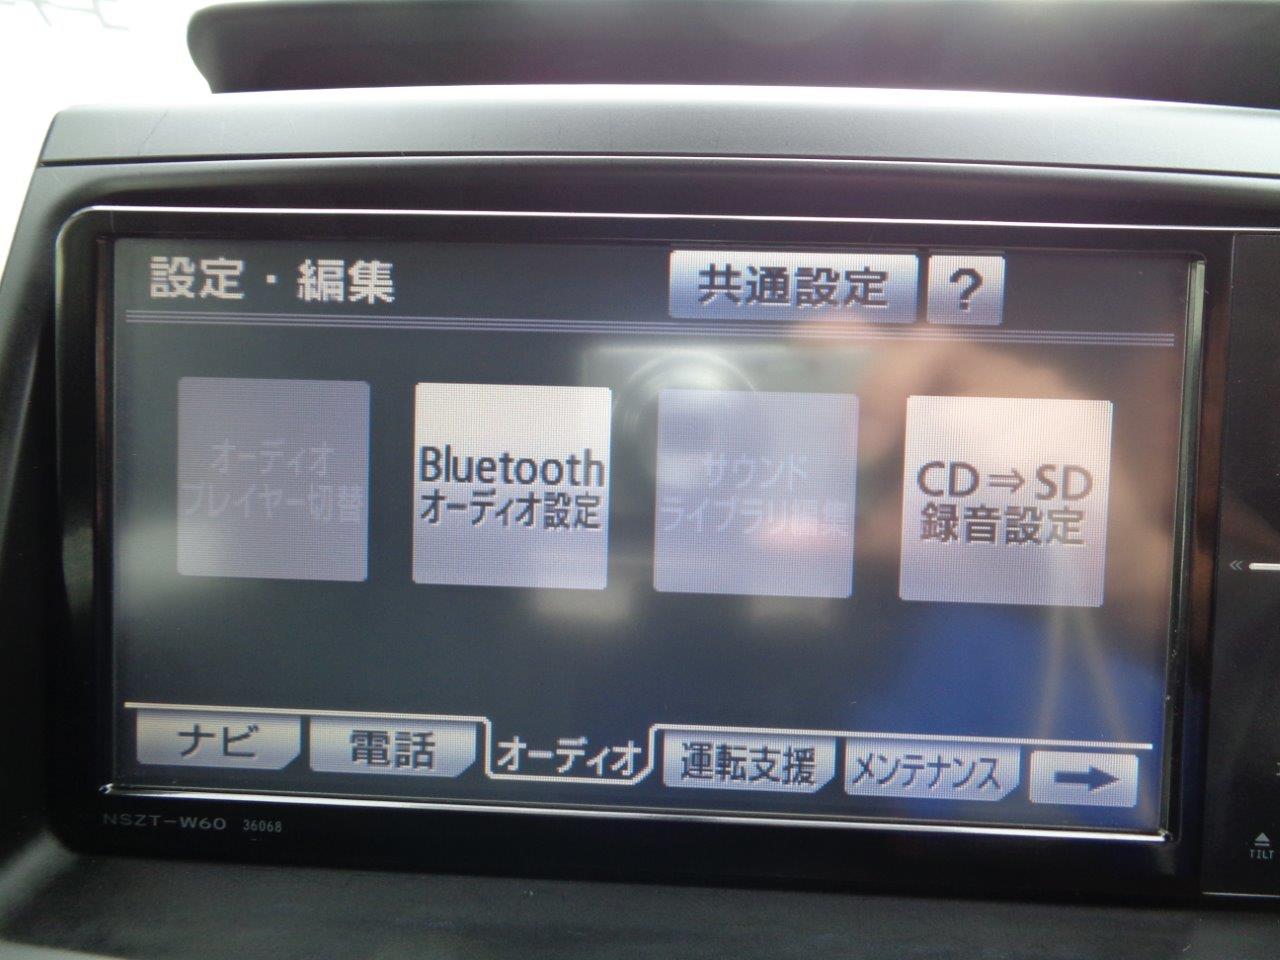 設定・編集
共通設定
?
オーディオ
プレイヤー切替
Bluetooth
オーディオ設定
サウンド
ライブラリ編集
CD⇒SD
録音設定
ナビ
電話
オーディオ
運転支援
メンテナンス
→
NSZT-W60 36068
TILT